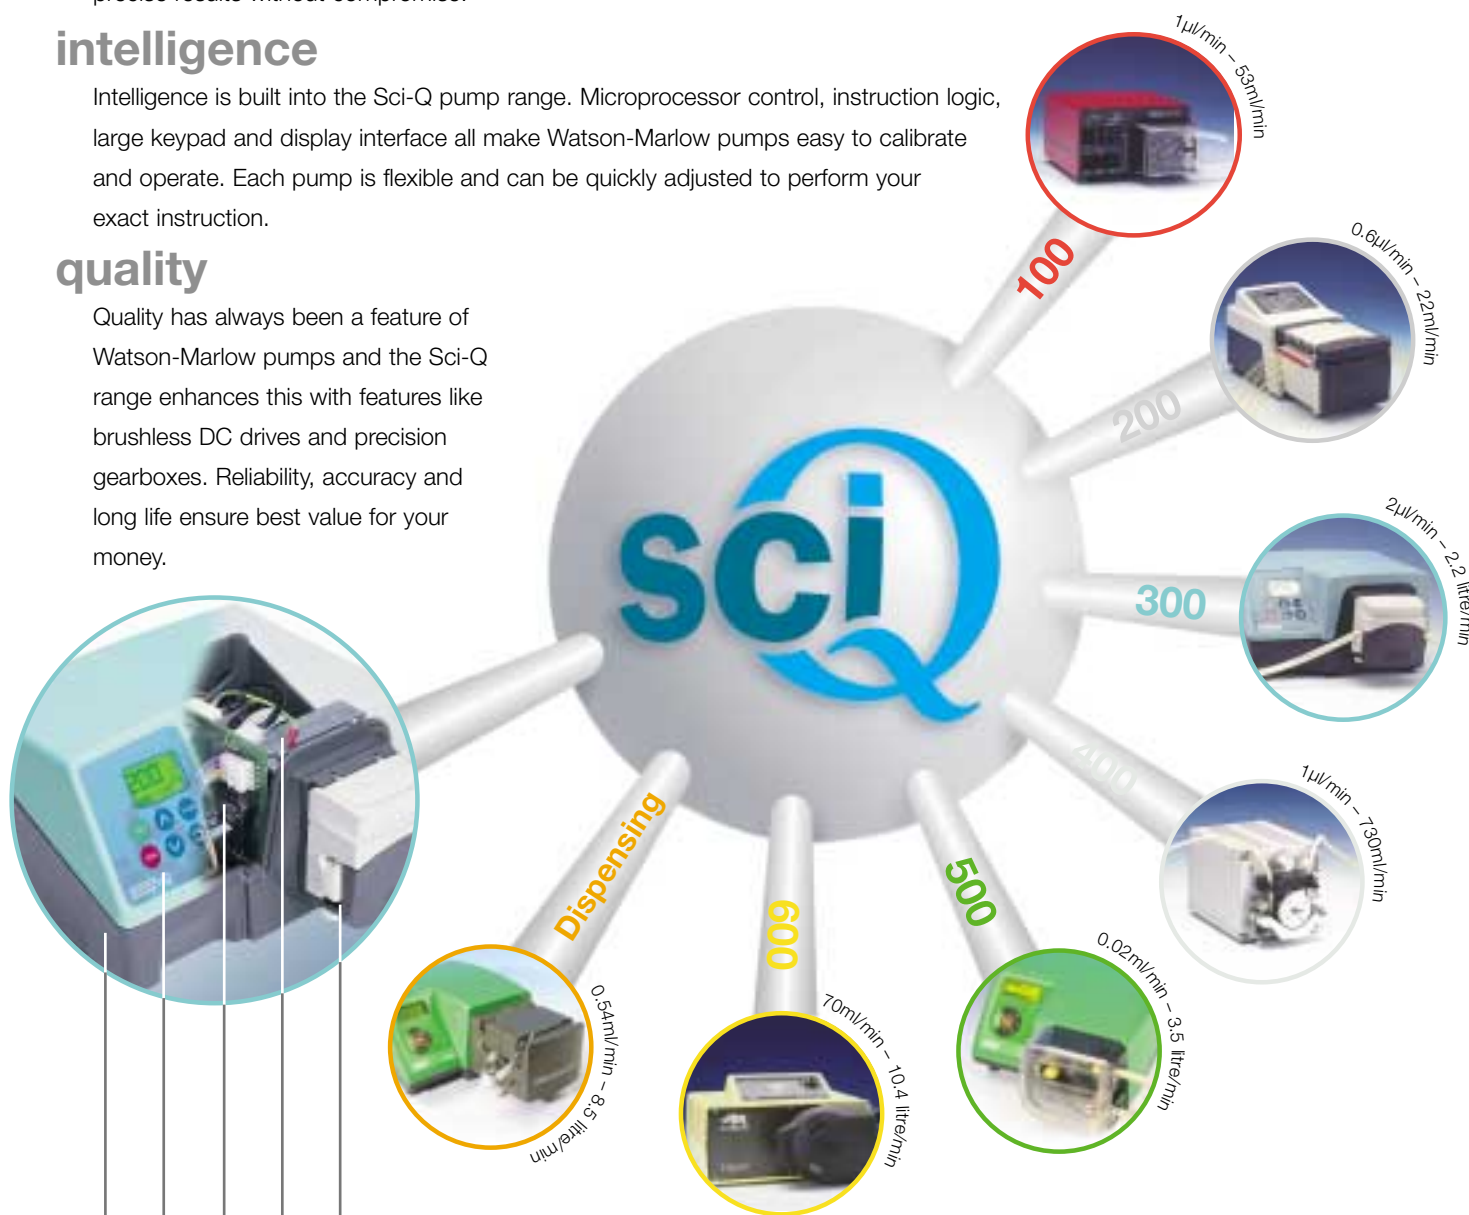 precise results without compromise.
intelligence
Intelligence is built into the Sci-Q pump range. Microprocessor control, instruction logic,
large keypad and display interface all make Watson-Marlow pumps easy to calibrate
and operate. Each pump is flexible and can be quickly adjusted to perform your
exact instruction.
quality
Quality has always been a feature of
Watson-Marlow pumps and the Sci-Q
range enhances this with features like
brushless DC drives and precision
gearboxes. Reliability, accuracy and
long life ensure best value for your
money.
sciQ
100
1µl/min – 53ml/min
200
0.6µl/min – 22ml/min
300
2µl/min – 2.2 litre/min
400
1µl/min – 730ml/min
500
0.02ml/min – 3.5 litre/min
600
70ml/min – 10.4 litre/min
Dispensing
0.54ml/min – 8.5 litre/min